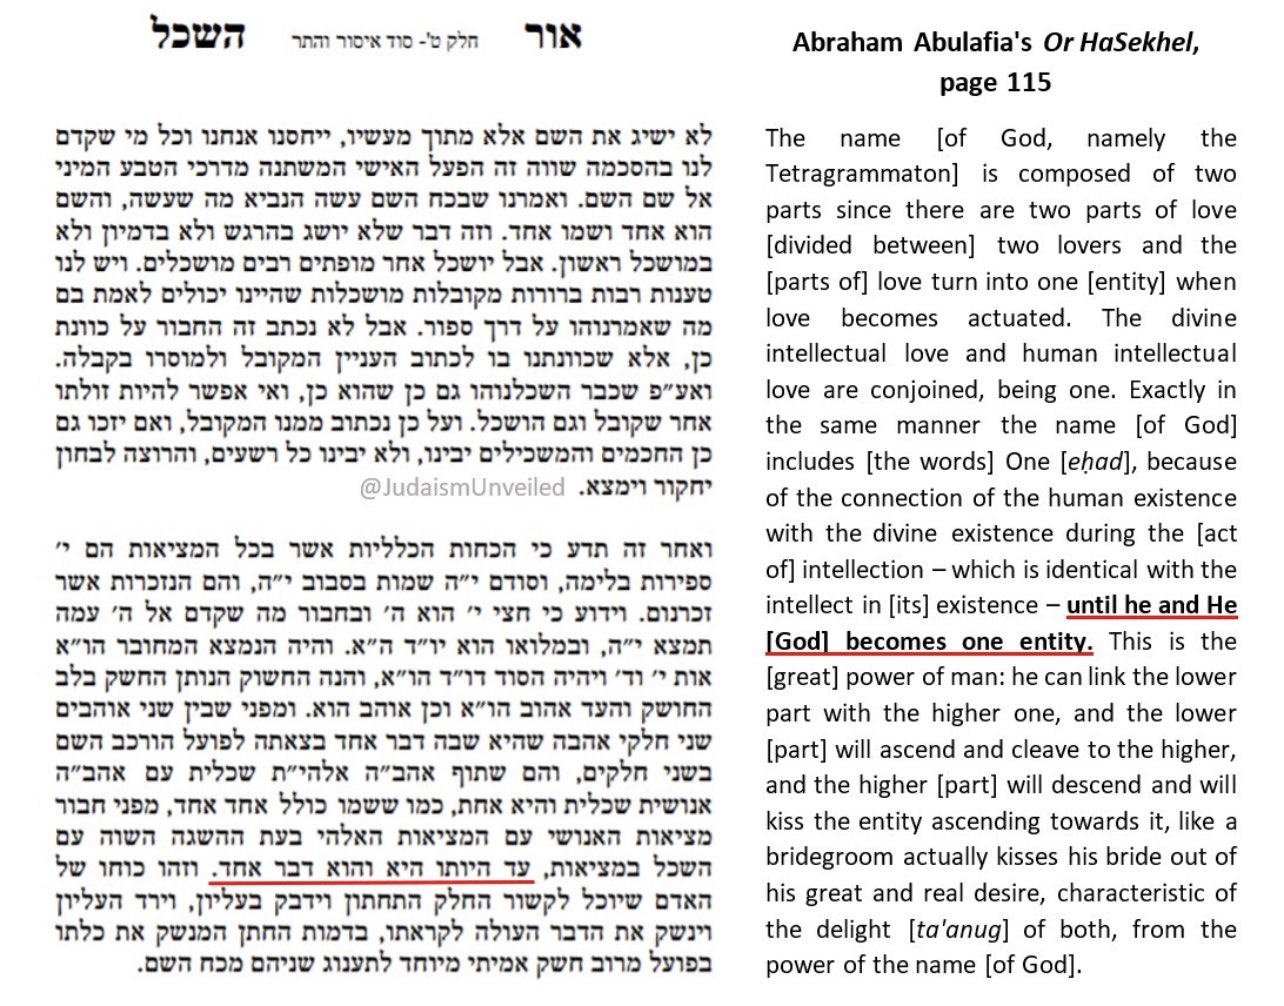 אור חלק ט'- סוד איסור והתר השכל
לא ישיג את השם אלא מתוך מעשיו, ייחסנו אנחנו וכל מי שקדם
לנו בהסכמה שווה זה הפעל האישי המשתנה מדרכי הטבע המיני
אל שם השם. ואמרנו שבכח השם עשה הנביא מה שעשה, והשם
הוא אחד ושמו אחד. וזה דבר שלא יושג בהרגש ולא בדמיון ולא
במושכל ראשון. אבל יושכל אחר מופתים רבים מושכלים. ויש לנו
טענות רבות ברורות מקובלות מושכלות שהיינו יכולים לאמת בם
מה שאמרנוהו על דרך ספור. אבל לא נכתב זה החבור על כוונת
כן, אלא שכוונתנו בו לכתוב העניין המקובל ולמוסרו בקבלה.
ואע״פ שכבר השכלנוהו גם כן שהוא כן, ואי אפשר להיות זולתו
אחר שקובל וגם הושכל. ועל כן נכתוב ממנו המקובל, ואם יזכו גם
כן החכמים והמשכילים יבינו, ולא יבינו כל רשעים, והרוצה לבחון
יחקור וימצא. @JudaismUnveiled
ואחר זה תדע כי הכחות הכלליות אשר בכל המציאות הם י׳
ספירות בלימה, וסודם י״ה שמות בסבוב י״ה, והם הנזכרות אשר
זכרנום. וידוע כי חצי י׳ הוא ה׳ ובחבור מה שקדם אל ה׳ עמה
תמצא י״ה, ובמלואו הוא יו״ד ה״א. והיה הנמצא המחובר הו״א
אות י׳ וד׳ ויהיה הסוד דו״ד הו״א, והנה החשוק הנותן החשק בלב
החושק והעד אהוב הו״א וכן אוהב הוא. ומפני שבין שני אוהבים
שני חלקי אהבה שהיא שבה דבר אחד בצאתה לפועל הורכב השם
בשני חלקים, והם שתוף אהב״ה אלהי״ת שכלית עם אהב״ה
אנושית שכלית והיא אחת, כמו ששמו כולל אחד אחד, מפני חבור
מציאות האנושי עם המציאות האלהי בעת ההשגה השוה עם
השכל במציאות, עד היותו היא והוא דבר אחד. וזהו כוחו של
האדם שיוכל לקשור החלק התחתון וידבק בעליון, וירד העליון
וינשק את הדבר העולה לקראתו, בדמות החתן המנשק את כלתו
בפועל מרוב חשק אמיתי מיוחד לתענוג שניהם מכח השם.
Abraham Abulafia's Or HaSekhel,
page 115
The name [of God, namely the
Tetragrammaton] is composed of two
parts since there are two parts of love
[divided between] two lovers and the
[parts of] love turn into one [entity] when
love becomes actuated. The divine
intellectual love and human intellectual
love are conjoined, being one. Exactly in
the same manner the name [of God]
includes [the words] One [eḥad], because
of the connection of the human existence
with the divine existence during the [act
of] intellection – which is identical with the
intellect in [its] existence – until he and He
[God] becomes one entity. This is the
[great] power of man: he can link the lower
part with the higher one, and the lower
[part] will ascend and cleave to the higher,
and the higher [part] will descend and will
kiss the entity ascending towards it, like a
bridegroom actually kisses his bride out of
his great and real desire, characteristic of
the delight [ta'anug] of both, from the
power of the name [of God].